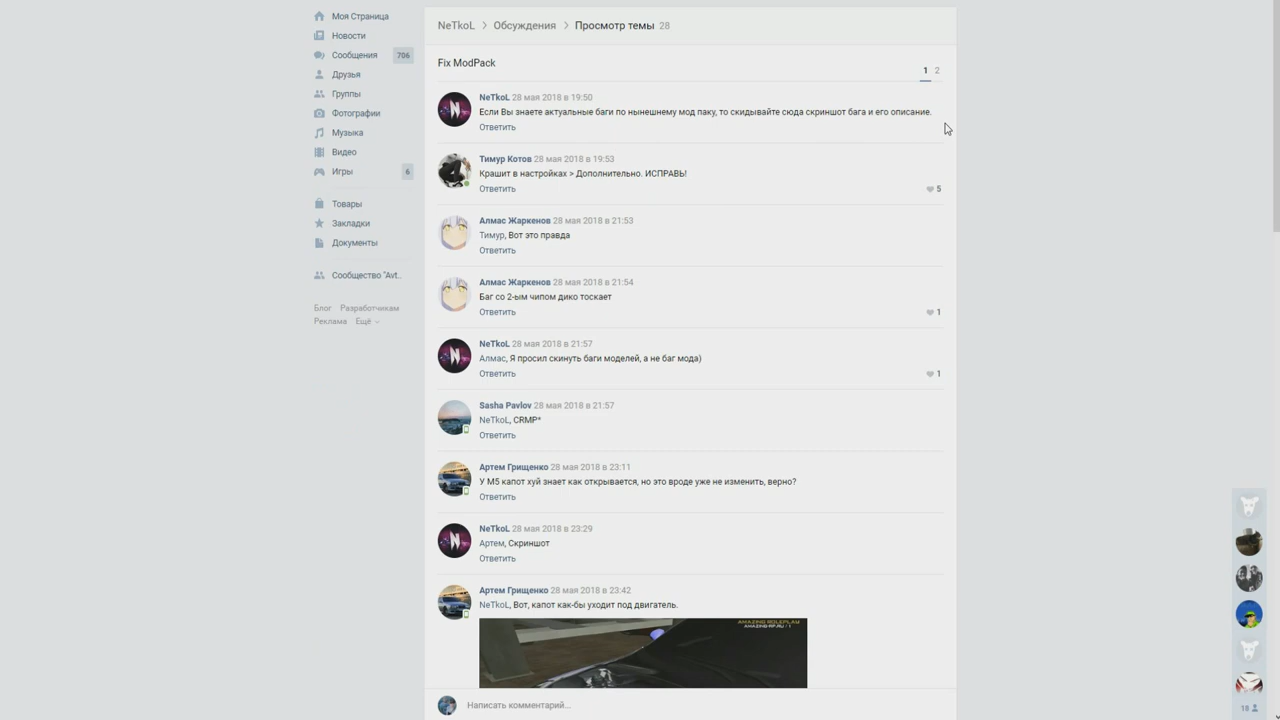 Моя Страница
Новости
Сообщения 706
Друзья
Группы
Фотографии
Музыка
Видео
Игры 6
Товары
Закладки
Документы
Сообщество "Avt..
Блог Разработчикам
Реклама Ещё
NeTkoL > Обсуждения > Просмотр темы 28
Fix ModPack
1 2
NeTkoL 28 мая 2018 в 19:50
Если Вы знаете актуальные баги по нынешнему мод паку, то скидывайте сюда скриншот бага и его описание.
Ответить
Тимур Котов 28 мая 2018 в 19:53
Крашит в настройках > Дополнительно. ИСПРАВЬ!
Ответить 5
Алмас Жаркенов 28 мая 2018 в 21:53
Тимур, Вот это правда
Ответить
Алмас Жаркенов 28 мая 2018 в 21:54
Баг со 2-ым чипом дико тоскает
Ответить 1
NeTkoL 28 мая 2018 в 21:57
Алмас, Я просил скинуть баги моделей, а не баг мода)
Ответить 1
Sasha Pavlov 28 мая 2018 в 21:57
NeTkoL, CRMP*
Ответить
Артем Грищенко 28 мая 2018 в 23:11
У М5 капот хуй знает как открывается, но это вроде уже не изменить, верно?
Ответить
NeTkoL 28 мая 2018 в 23:29
Артем, Скриншот
Ответить
Артем Грищенко 28 мая 2018 в 23:42
NeTkoL, Вот, капот как-бы уходит под двигатель.
AMAZING ROLEPLAY
AMAZING-RP.RU / 1
Написать комментарий...
18